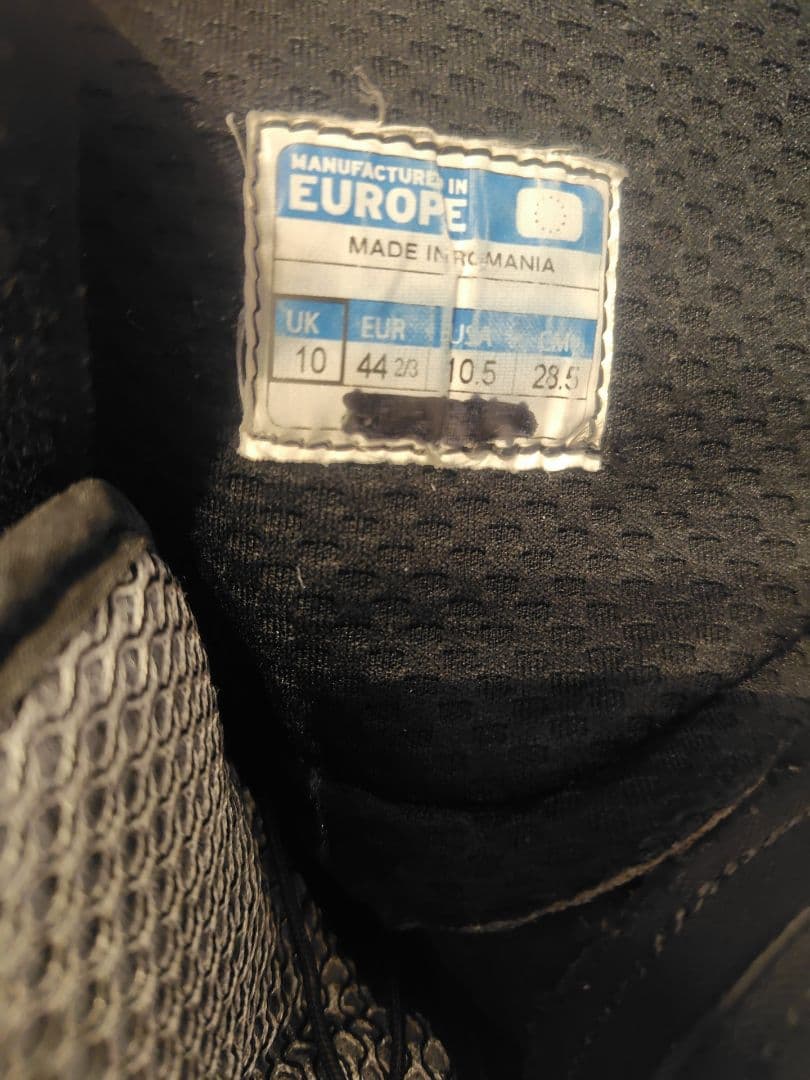 MANUFACTURED IN
EUROPE
MADE IN ROMANIA
UK EUR USA CM
10 44 2/3 10.5 28.5